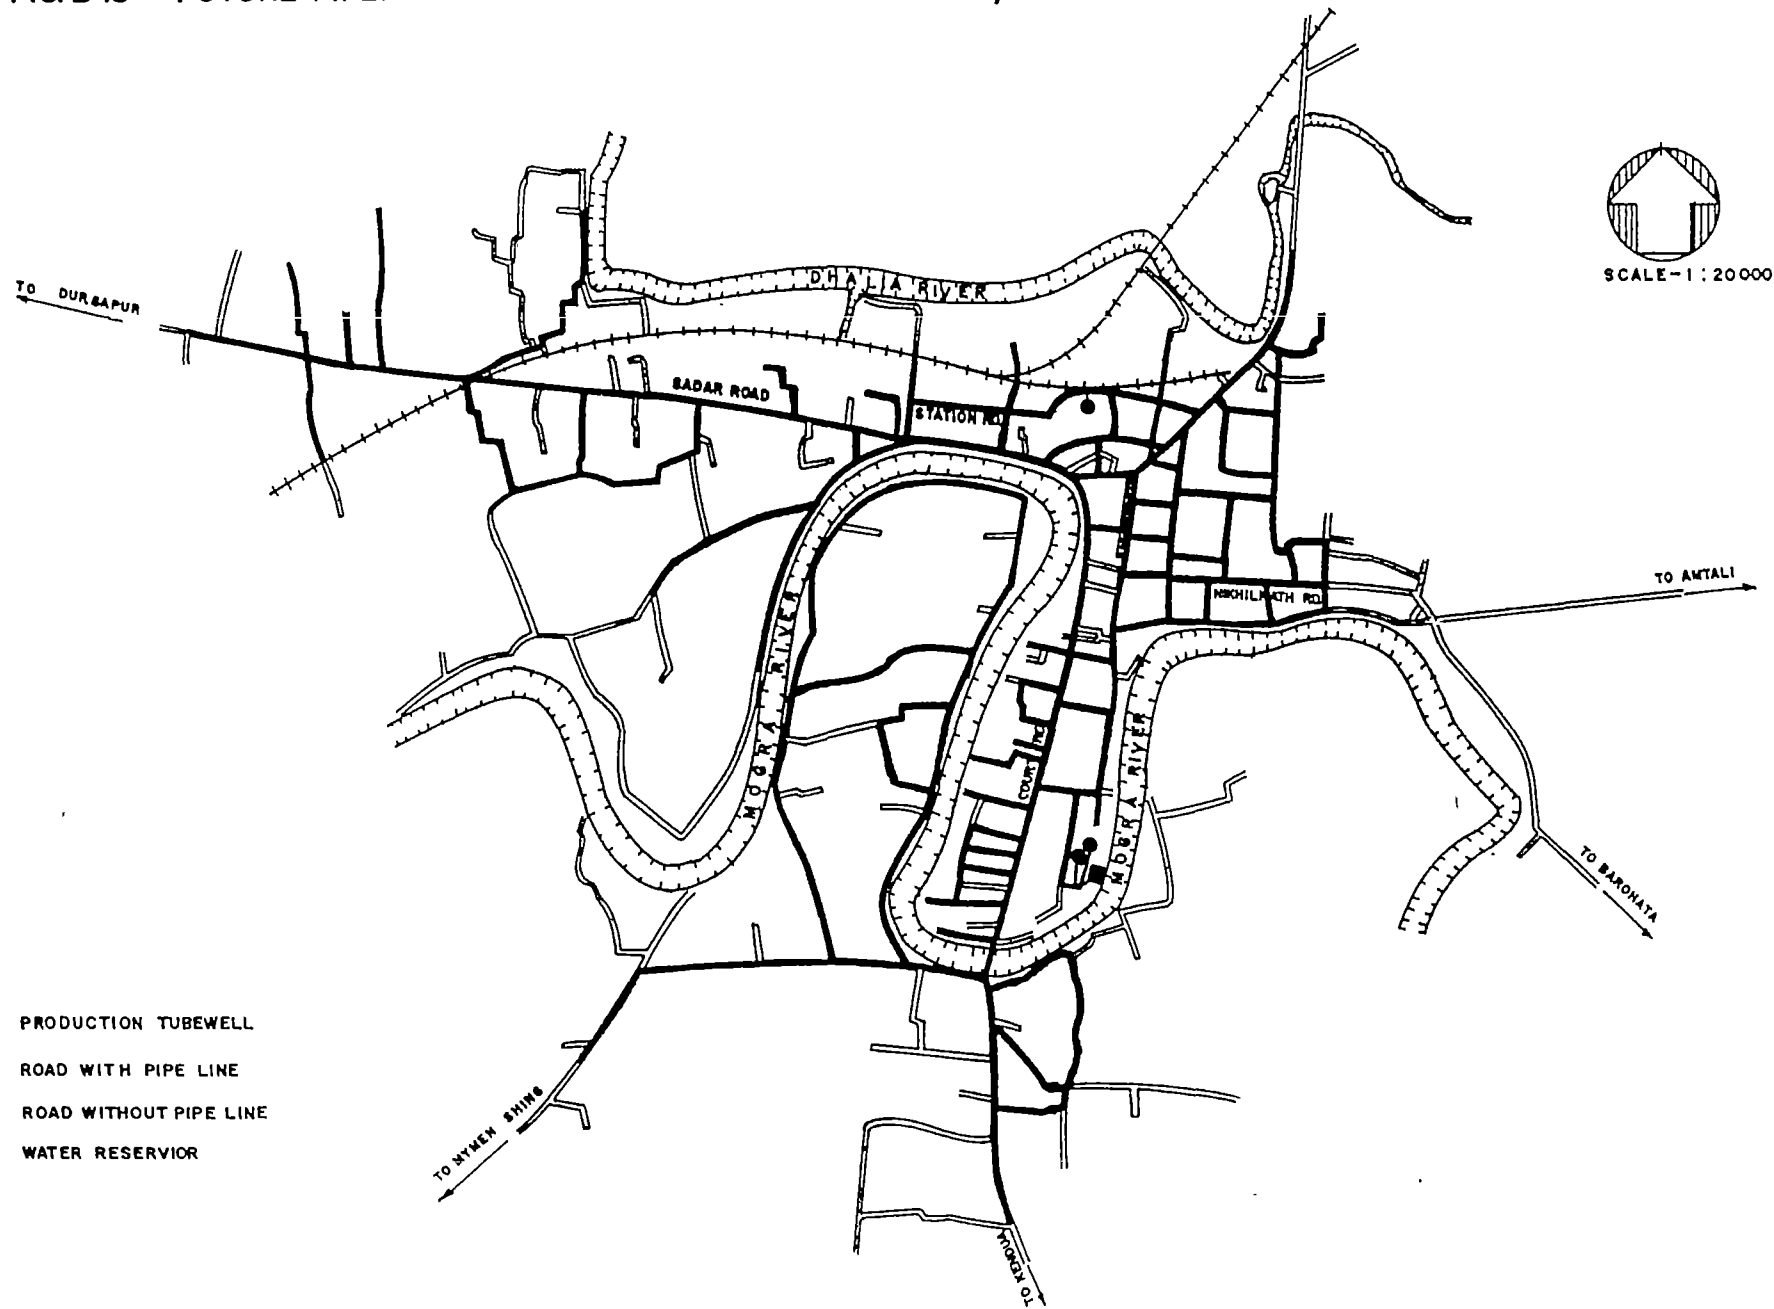 FUTURE
SCALE-1:20000
TO DURGAPUR
DHALIA RIVER
SADAR ROAD
STATION RD
TO AMTALI
NIKHILNATH RD
MOGRA RIVER
COURT
MOGRA RIVER
TO BAROHATA
PRODUCTION TUBEWELL
ROAD WITH PIPE LINE
ROAD WITHOUT PIPE LINE
WATER RESERVIOR
TO MYMEN SHING
TO KENDUA